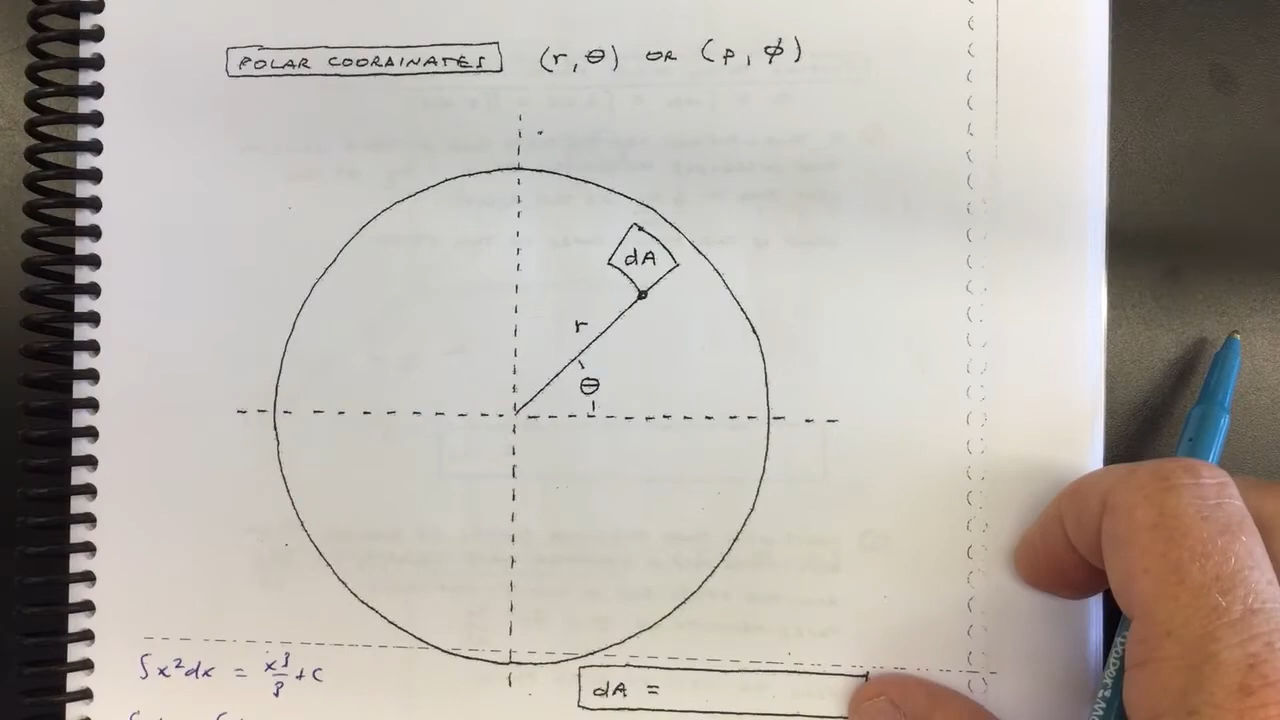 POLAR COORDINATES (r, θ) OR (ρ, ϕ)
dA
r
θ
∫x²dx = x³/3 + C
dA =